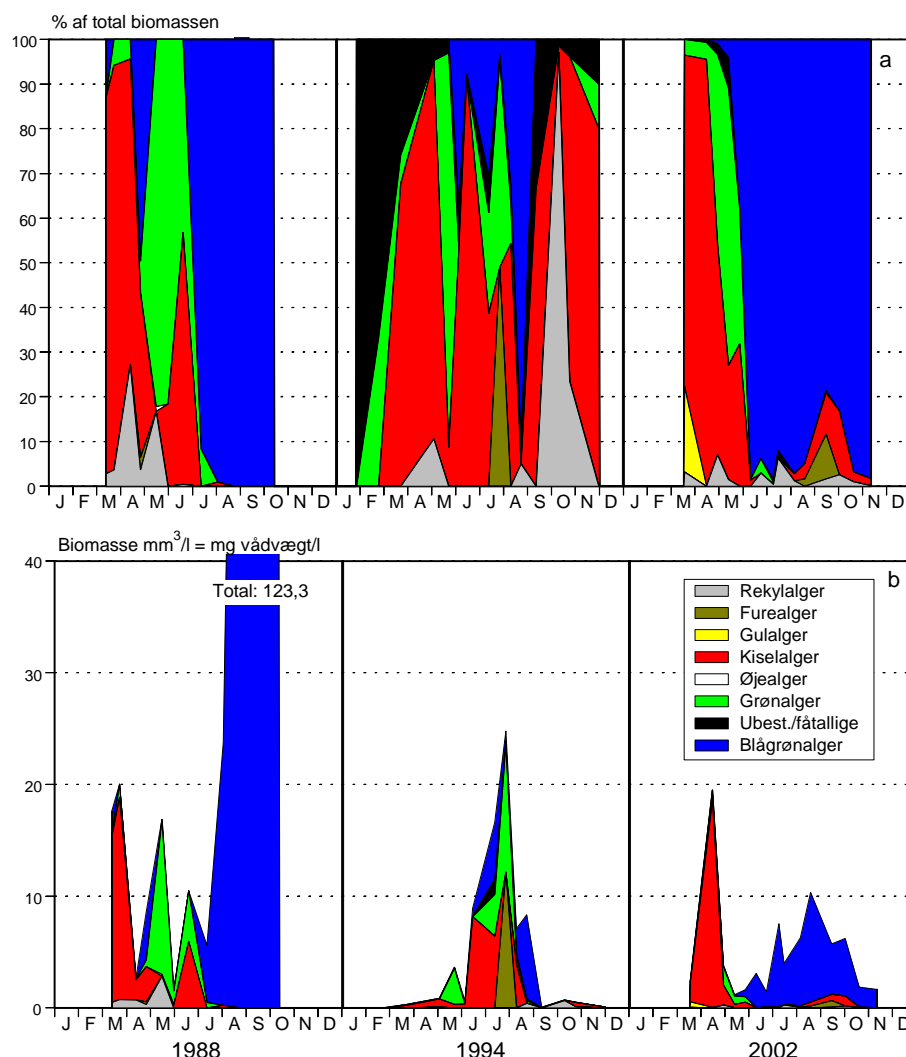 % af total biomassen
100
90
80
70
60
50
40
30
20
10
0
a
J F M A M J J A S O N D J F M A M J J A S O N D J F M A M J J A S O N D
Biomasse mm³/l = mg vådvægt/l
40
30
20
10
0
Total: 123,3
b
Rekylalger
Furealger
Gulalger
Kiselalger
Øjealger
Grønalger
Ubest./fåtallige
Blågrønalger
J F M A M J J A S O N D J F M A M J J A S O N D J F M A M J J A S O N D
1988 1994 2002